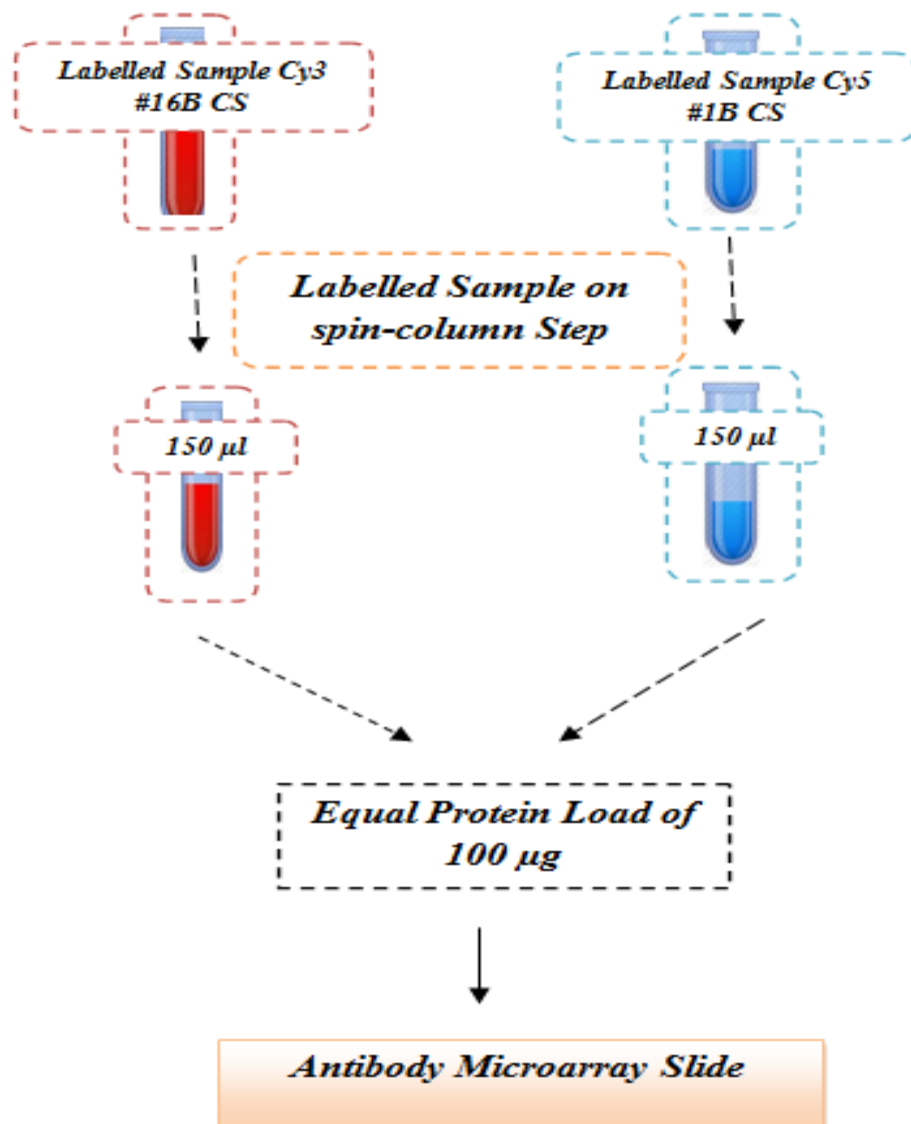 Labelled Sample Cy3
#16B CS
Labelled Sample Cy5
#1B CS
Labelled Sample on
spin-column Step
150 µl
150 µl
Equal Protein Load of
100 µg
Antibody Microarray Slide